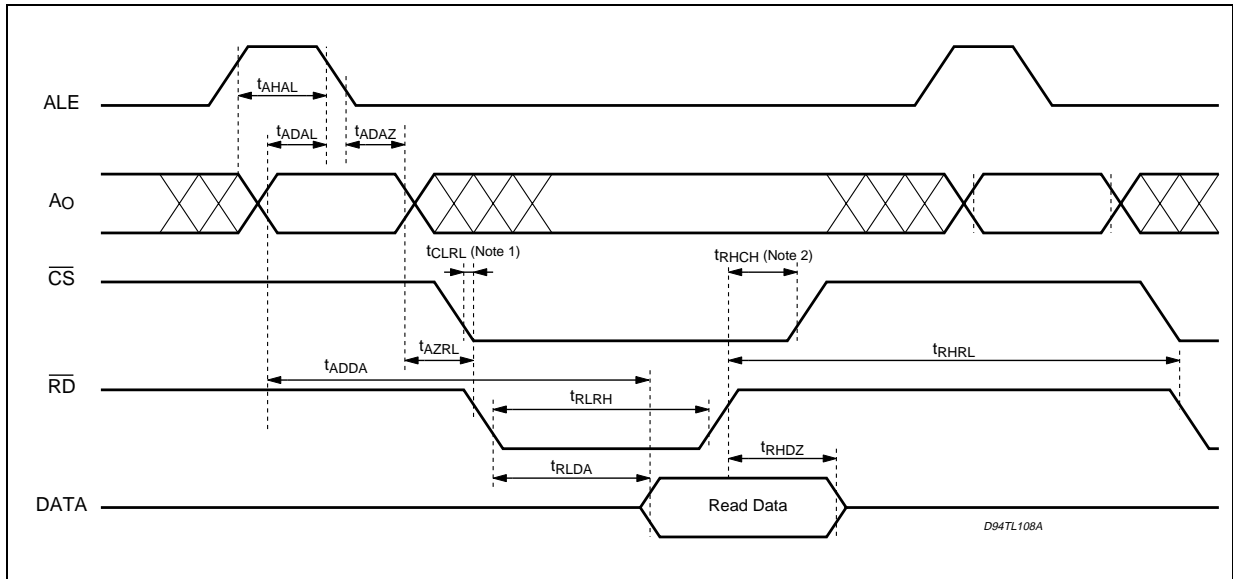 tAHAL
ALE
tADAL
tADAZ
AO
tCLRL (Note 1)
tRHCH (Note 2)
CS
tAZRL
tRHRL
tADDA
RD
tRLRH
tRHDZ
tRLDA
DATA
Read Data
D94TL108A